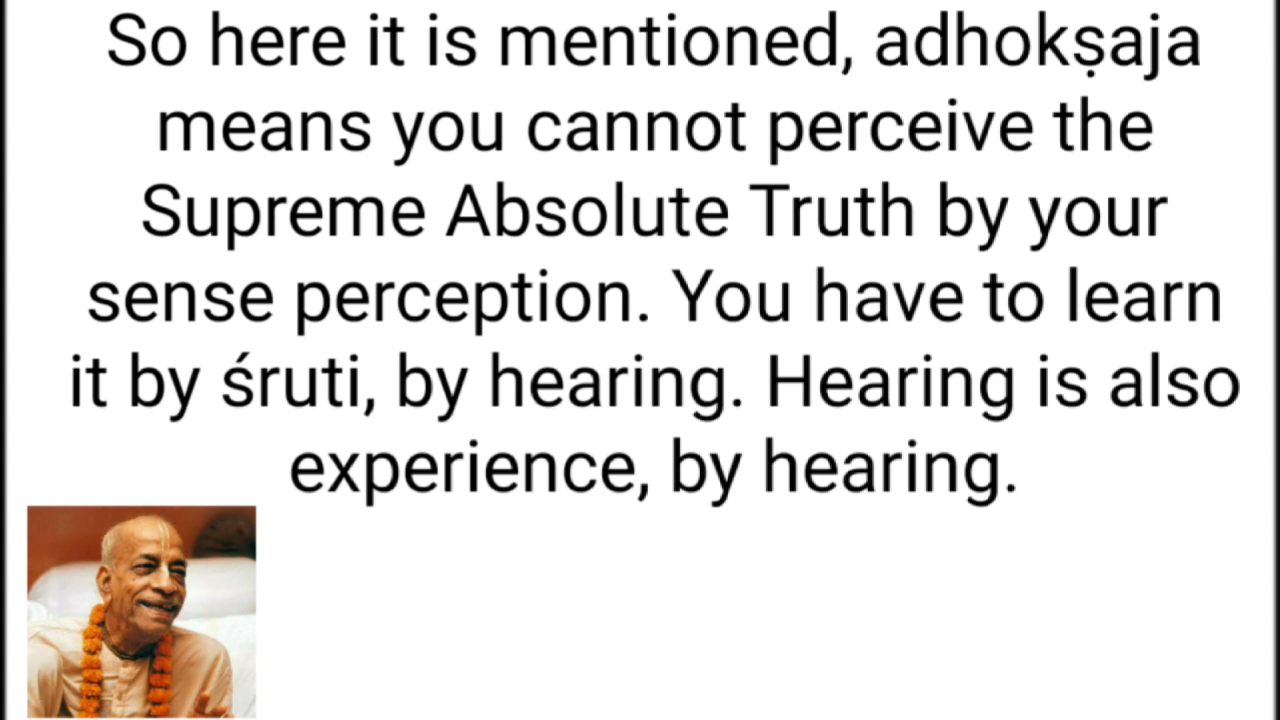 So here it is mentioned, adhokṣaja
means you cannot perceive the
Supreme Absolute Truth by your
sense perception. You have to learn
it by śruti, by hearing. Hearing is also
experience, by hearing.